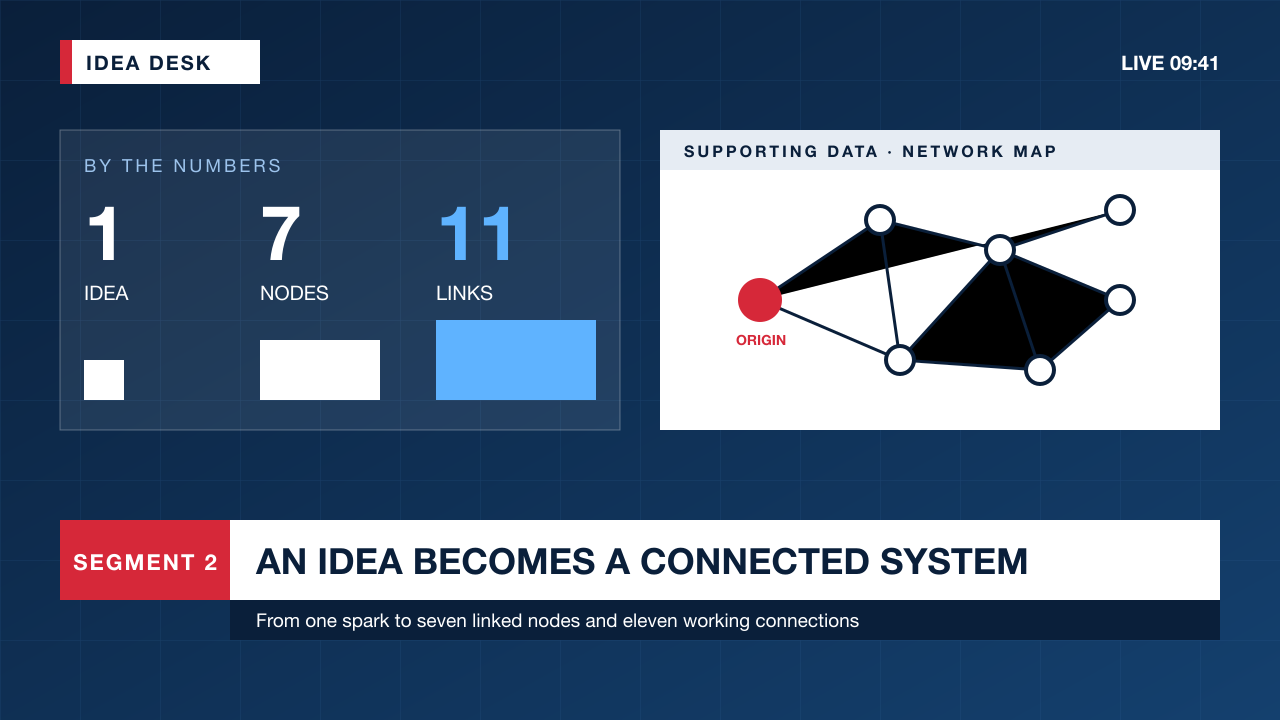 IDEA DESK
LIVE 09:41
BY THE NUMBERS
1
IDEA
7
NODES
11
LINKS
SUPPORTING DATA · NETWORK MAP
ORIGIN
SEGMENT 2
AN IDEA BECOMES A CONNECTED SYSTEM
From one spark to seven linked nodes and eleven working connections